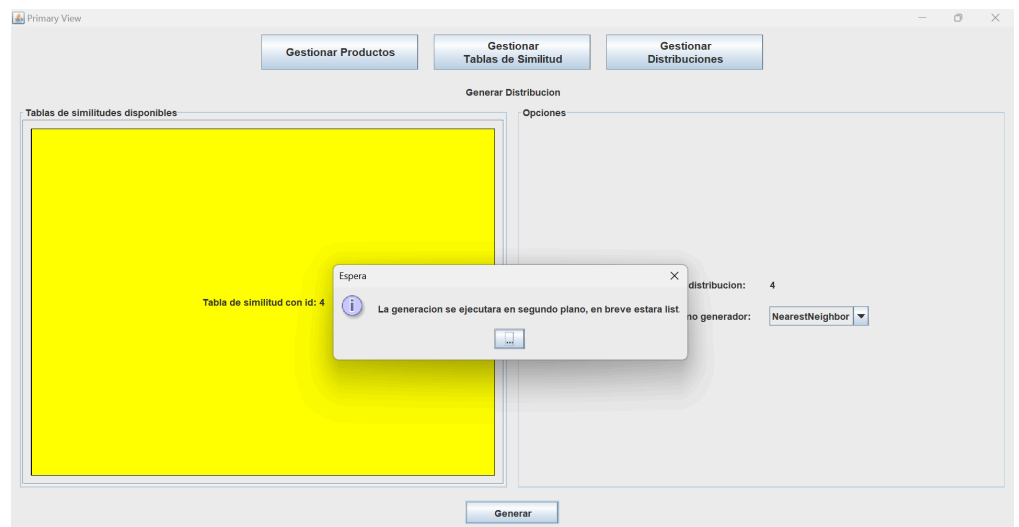 Primary View
Gestionar Productos
Gestionar
Tablas de Similitud
Gestionar
Distribuciones
Generar Distribucion
Tablas de similitudes disponibles
Opciones
Tabla de similitud con id: 4
Espera
La generacion se ejecutara en segundo plano, en breve estara list
...
distribucion: 4
no generador: NearestNeighbor
Generar